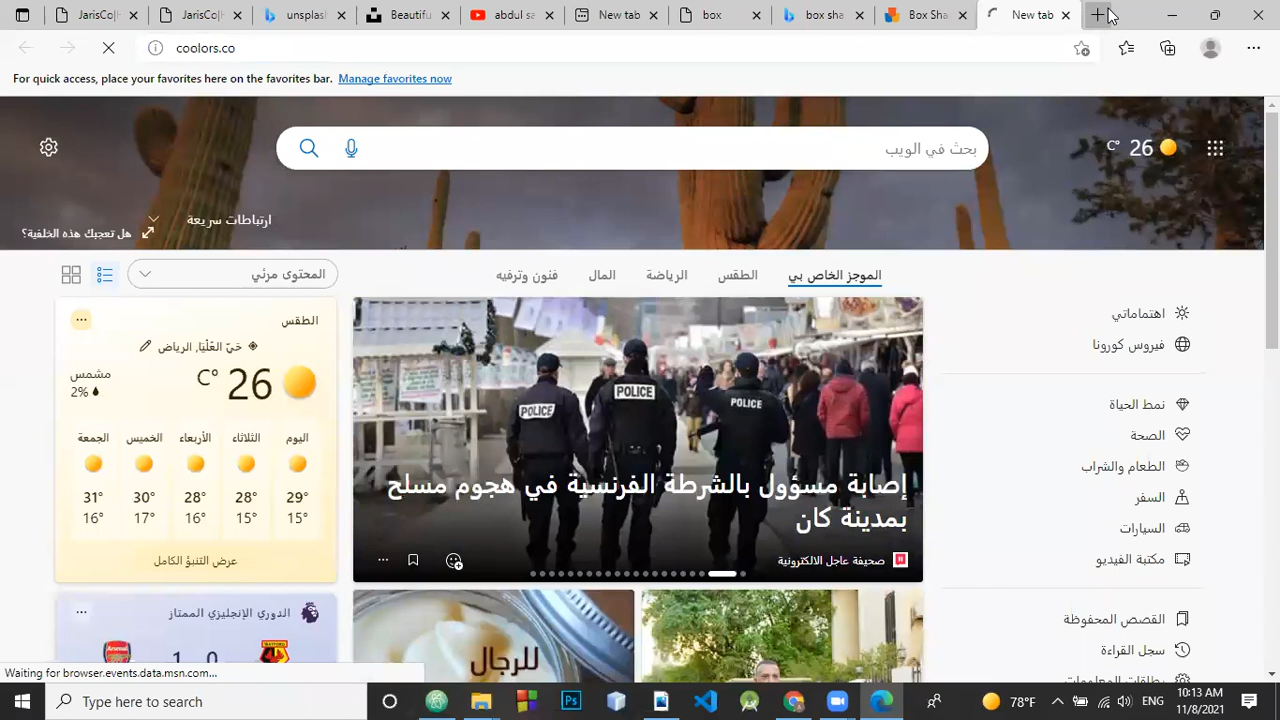 JarisCo|H
JarisCo|H
unsplash
Beautifu
abdul sa
New tab
box
box sha
Box Sha
New tab
coolors.co
For quick access, place your favorites here on the favorites bar. Manage favorites now
بحث في الويب
C° 26
ارتباطات سريعة
هل تعجبك هذه الخلفية؟
الموجز الخاص بي
الطقس
الرياضة
المال
فنون وترفيه
المحتوى مرئي
الطقس
حَيّ العُلْيَا, الرياض
26 C°
مشمس
2%
اليوم
الثلاثاء
الأربعاء
الخميس
الجمعة
29° 28° 28° 30° 31°
15° 15° 16° 17° 16°
عرض التنبؤ الكامل
POLICE
POLICE
POLICE
إصابة مسؤول بالشرطة الفرنسية في هجوم مسلح
بمدينة كان
صحيفة عاجل الالكترونية
اهتماماتي
فيروس كورونا
نمط الحياة
الصحة
الطعام والشراب
السفر
السيارات
مكتبة الفيديو
القصص المحفوظة
سجل القراءة
بطاقات المعلومات
الدوري الإنجليزي الممتاز
1 0
للرجال
Waiting for browser.events.data.msn.com...
Type here to search
78°F
ENG
10:13 AM
11/8/2021